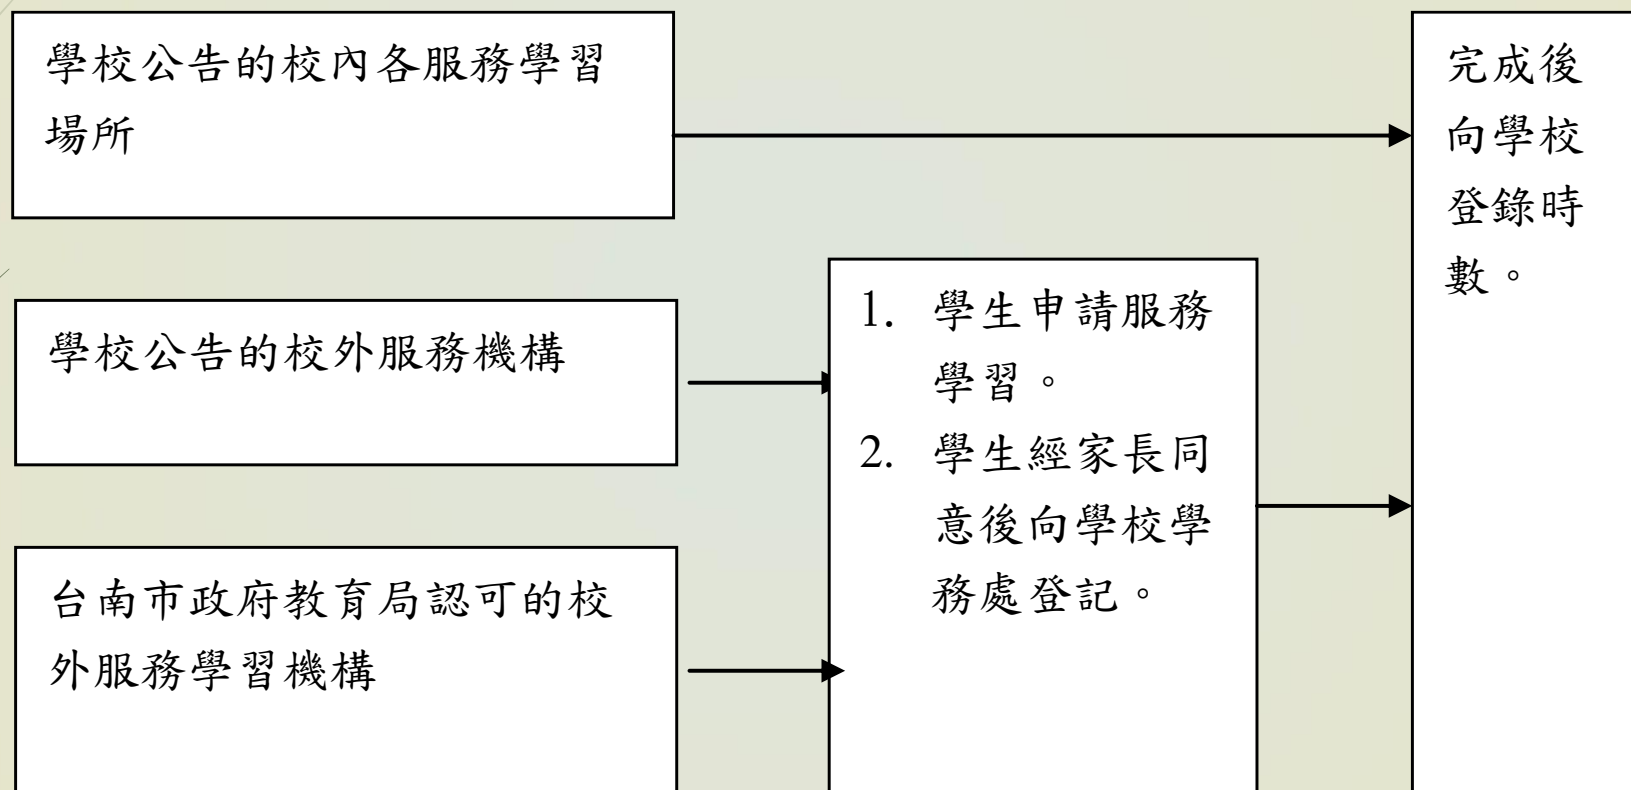 學校公告的校內各服務學習
場所
學校公告的校外服務機構
台南市政府教育局認可的校
外服務學習機構
1. 學生申請服務
學習。
2. 學生經家長同
意後向學校學
務處登記。
完成後
向學校
登錄時
數。